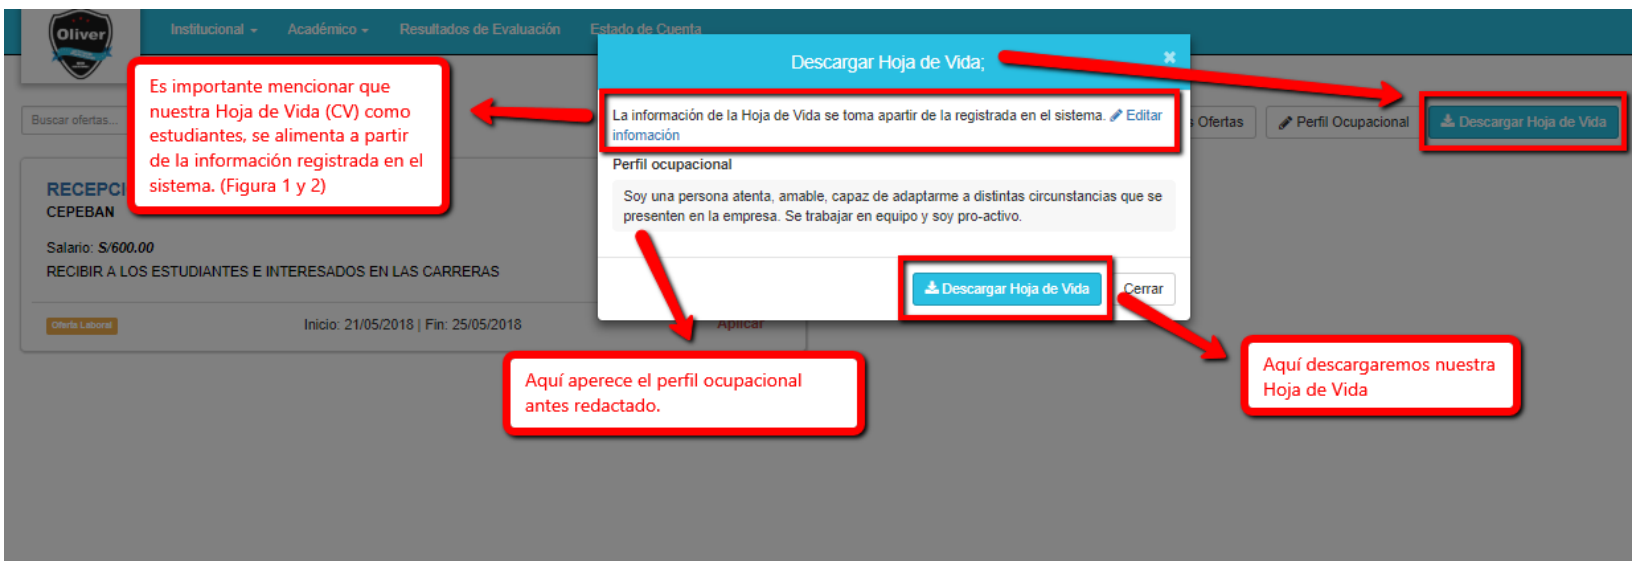 Oliver
Institucional
Académico
Resultados de Evaluación
Estado de Cuenta
Descargar Hoja de Vida;
Es importante mencionar que
nuestra Hoja de Vida (CV) como
estudiantes, se alimenta a partir
de la información registrada en el
sistema. (Figura 1 y 2)
La información de la Hoja de Vida se toma apartir de la registrada en el sistema. Editar
infomación
Buscar ofertas...
Ofertas
Perfil Ocupacional
Descargar Hoja de Vida
Perfil ocupacional
Soy una persona atenta, amable, capaz de adaptarme a distintas circunstancias que se
presenten en la empresa. Se trabajar en equipo y soy pro-activo.
RECEPCI
CEPEBAN
Salario: S/600.00
RECIBIR A LOS ESTUDIANTES E INTERESADOS EN LAS CARRERAS
Descargar Hoja de Vida
Cerrar
Oferta Laboral
Inicio: 21/05/2018 | Fin: 25/05/2018
Aplicar
Aquí aperece el perfil ocupacional
antes redactado.
Aquí descargaremos nuestra
Hoja de Vida